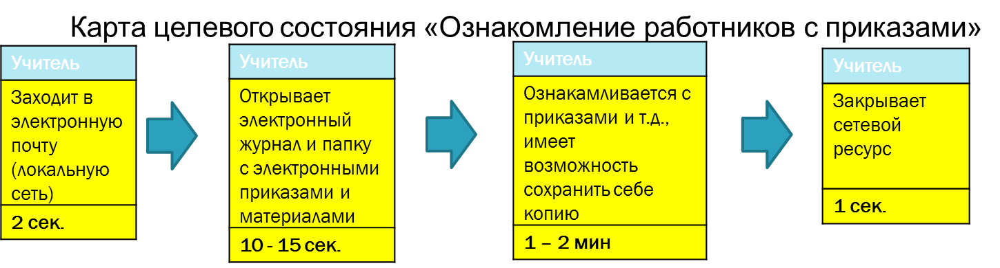 Карта целевого состояния «Ознакомление работников с приказами»
Учитель
Заходит в
электронную
почту
(локальную
сеть)
2 сек.
Учитель
Открывает
электронный
журнал и папку
с электронными
приказами и
материалами
10 - 15 сек.
Учитель
Ознакамливается с
приказами и т.д.,
имеет
возможность
сохранить себе
копию
1 – 2 мин
Учитель
Закрывает
сетевой
ресурс
1 сек.